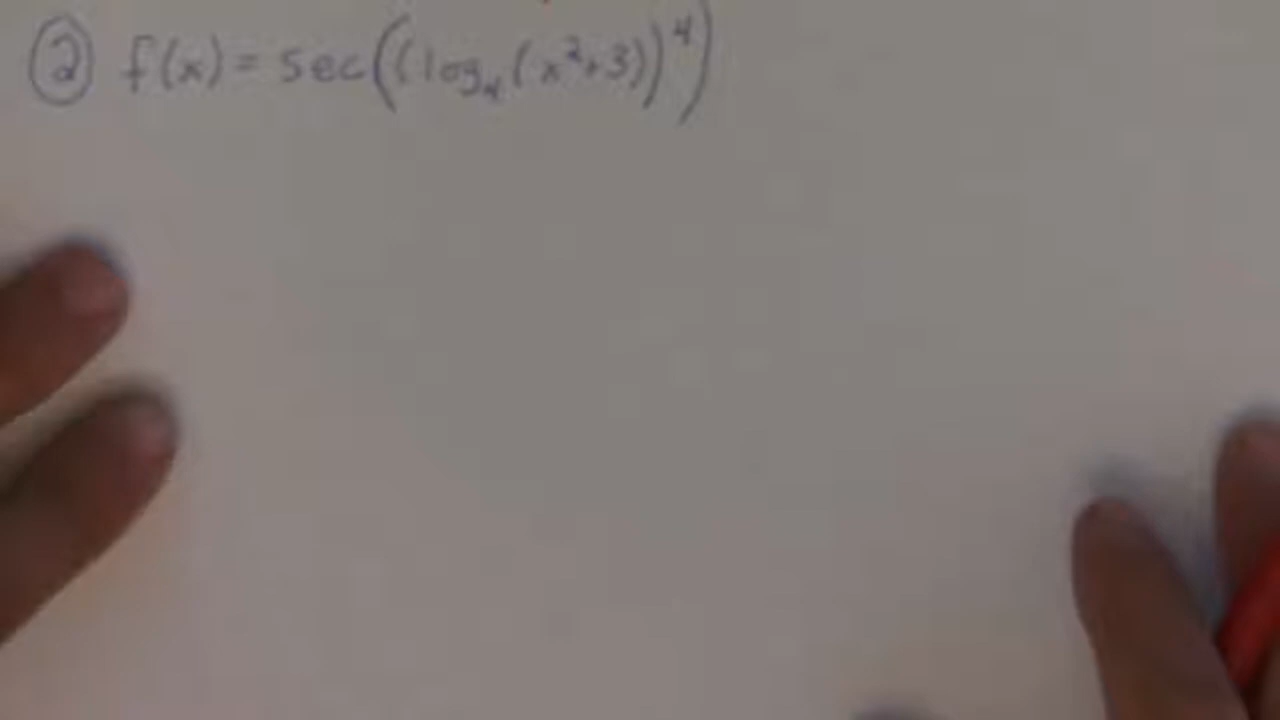 ② f(x) = sec((log₄(x²+3))⁴)